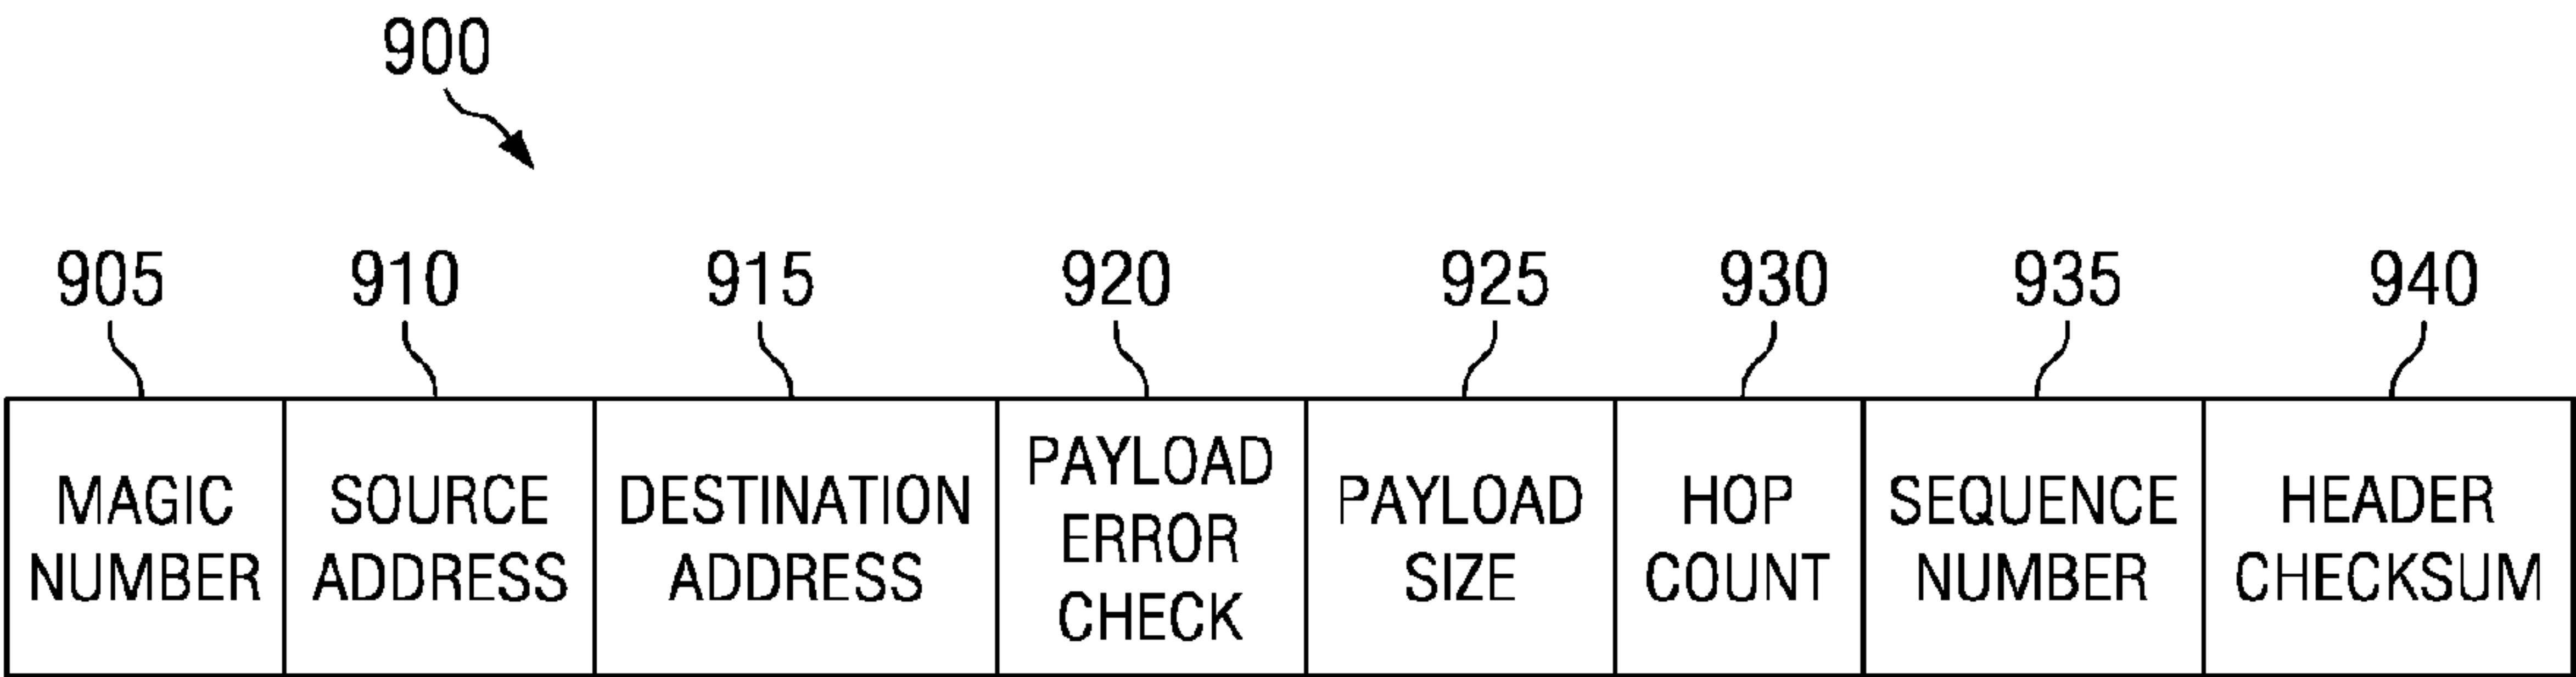 900
905
910
915
920
925
930
935
940
MAGIC
NUMBER
SOURCE
ADDRESS
DESTINATION
ADDRESS
PAYLOAD
ERROR
CHECK
PAYLOAD
SIZE
HOP
COUNT
SEQUENCE
NUMBER
HEADER
CHECKSUM